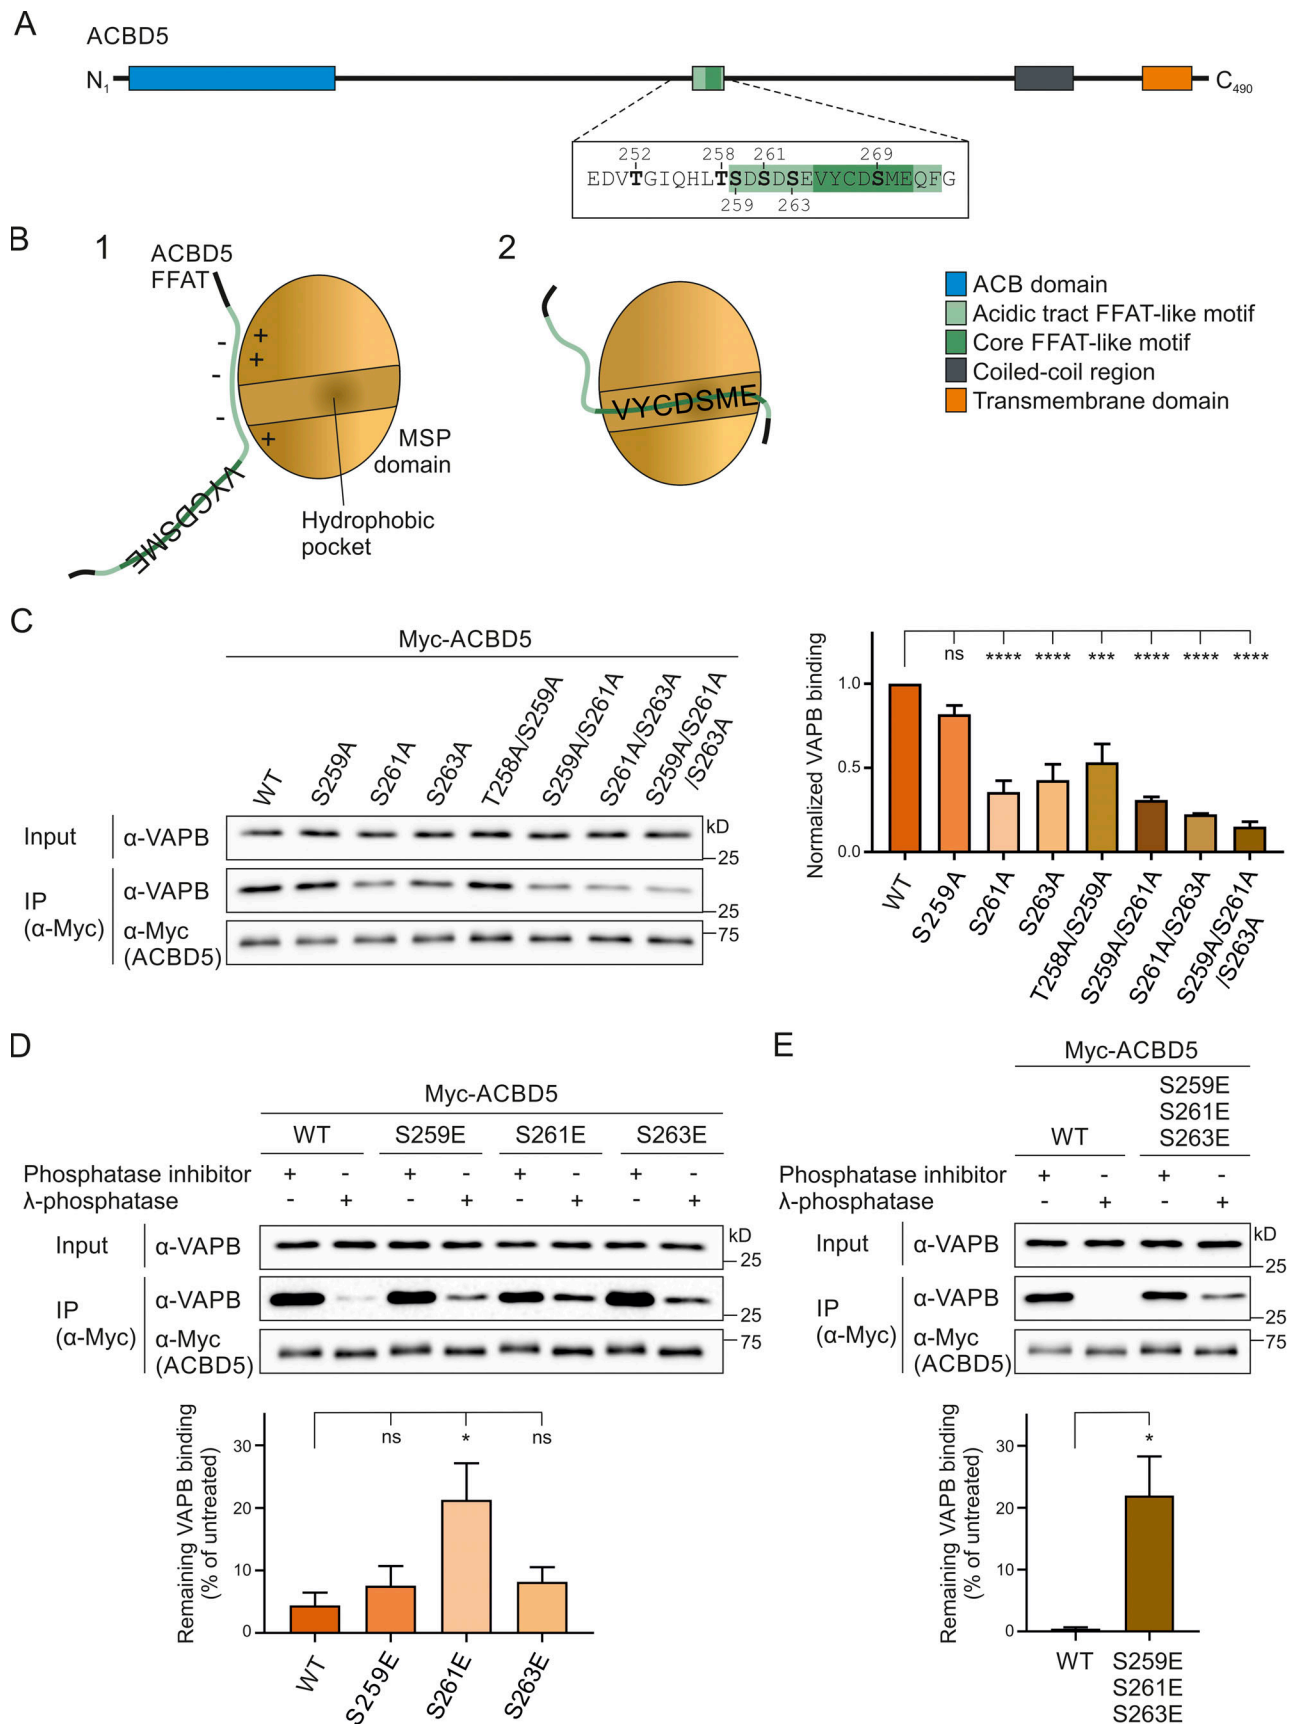 A
ACBD5
N1
C490
252 258 261 269
EDVTGIQHLTSDSDSEVYCDSMEQFG
259 263
B
1
ACBD5
FFAT
- + + - - +
VYCDSME
MSP
domain
Hydrophobic
pocket
2
VYCDSME
ACB domain
Acidic tract FFAT-like motif
Core FFAT-like motif
Coiled-coil region
Transmembrane domain
C
Myc-ACBD5
WT S259A S261A S263A T258A/S259A S259A/S261A S261A/S263A S259A/S261A/S263A
Input α-VAPB kD 25
IP (α-Myc) α-VAPB 25
α-Myc (ACBD5) 75
Normalized VAPB binding
1.0
0.5
0.0
ns **** **** *** **** **** ****
WT S259A S261A S263A T258A/S259A S259A/S261A S261A/S263A S259A/S261A/S263A
D
Myc-ACBD5
WT S259E S261E S263E
Phosphatase inhibitor + - + - + - + -
λ-phosphatase - + - + - + - +
Input α-VAPB kD 25
IP (α-Myc) α-VAPB 25
α-Myc (ACBD5) 75
Remaining VAPB binding
(% of untreated)
30
20
10
0
ns * ns
WT S259E S261E S263E
E
Myc-ACBD5
S259E
S261E
WT S263E
Phosphatase inhibitor + - + -
λ-phosphatase - + - +
Input α-VAPB kD 25
IP (α-Myc) α-VAPB 25
α-Myc (ACBD5) 75
Remaining VAPB binding
(% of untreated)
30
20
10
0
*
WT S259E
S261E
S263E